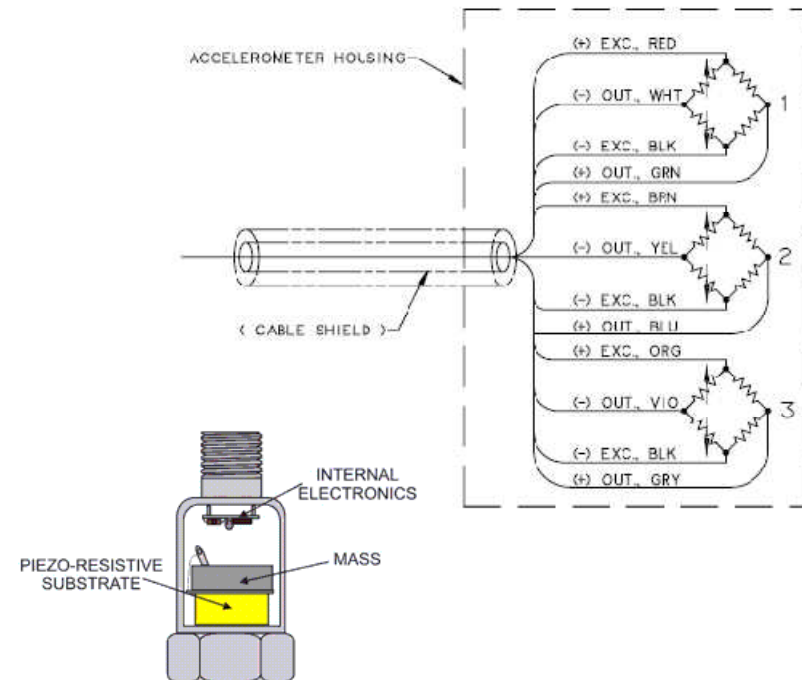 ACCELEROMETER HOUSING
(+) EXC., RED
(-) OUT., WHT
1
(-) EXC., BLK
(+) OUT., GRN
(+) EXC., BRN
(-) OUT., YEL
2
(-) EXC., BLK
(+) OUT., BLU
(+) EXC., ORG
(-) OUT., VIO
3
(-) EXC., BLK
(+) OUT., GRY
( CABLE SHIELD )
INTERNAL
ELECTRONICS
MASS
PIEZO-RESISTIVE
SUBSTRATE